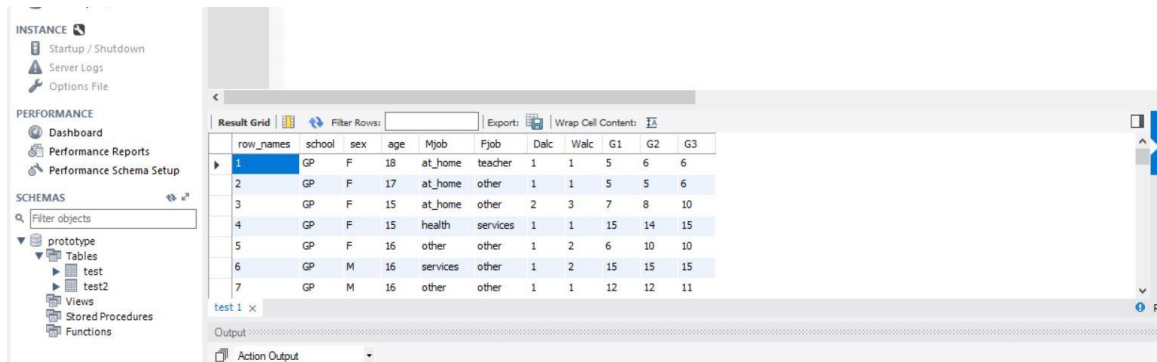 INSTANCE
Startup / Shutdown
Server Logs
Options File
PERFORMANCE
Dashboard
Performance Reports
Performance Schema Setup
SCHEMAS
Filter objects
prototype
Tables
test
test2
Views
Stored Procedures
Functions
Result Grid Filter Rows: Export: Wrap Cell Content:
row_names school sex age Mjob Fjob Dalc Walc G1 G2 G3
1 GP F 18 at_home teacher 1 1 5 6 6
2 GP F 17 at_home other 1 1 5 5 6
3 GP F 15 at_home other 2 3 7 8 10
4 GP F 15 health services 1 1 15 14 15
5 GP F 16 other other 1 2 6 10 10
6 GP M 16 services other 1 2 15 15 15
7 GP M 16 other other 1 1 12 12 11
test 1
Output
Action Output